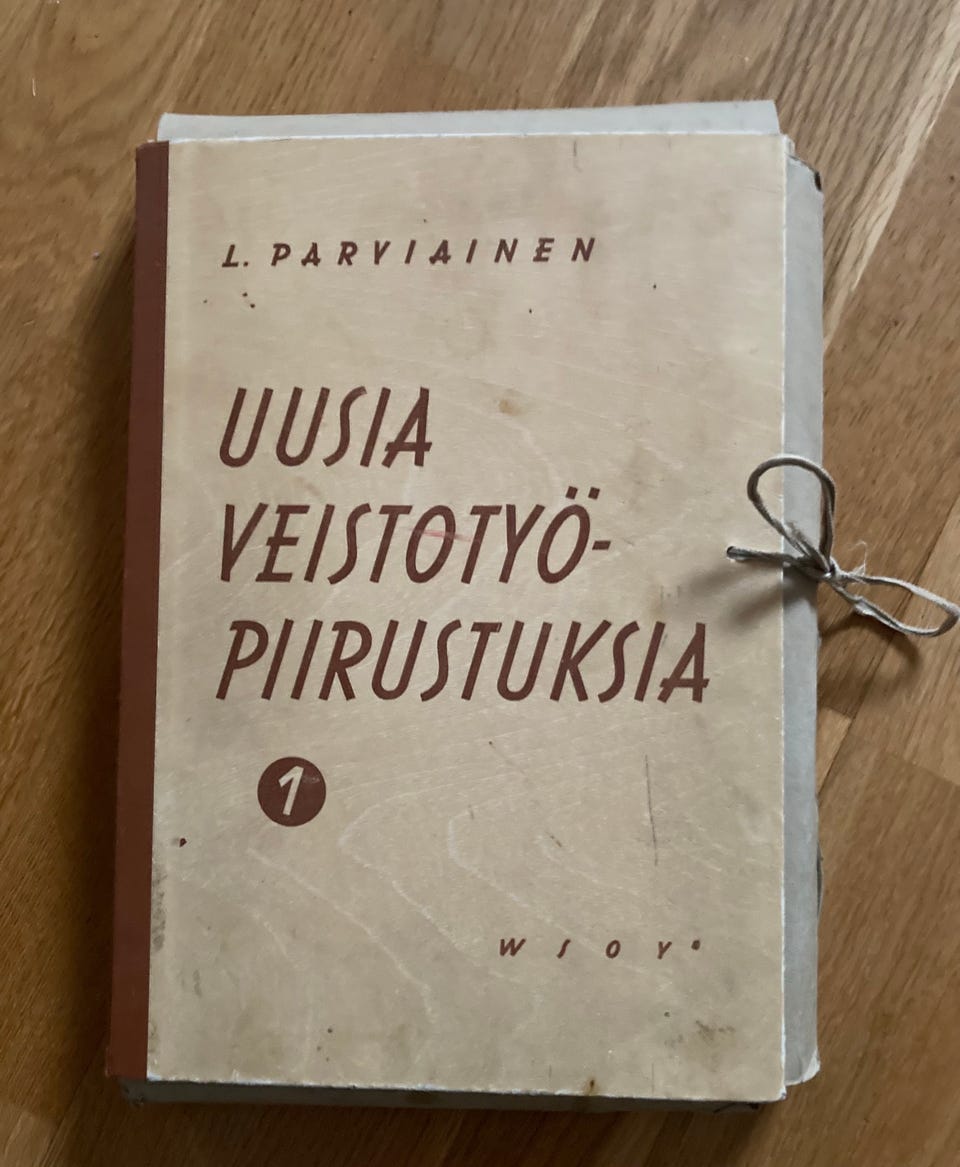 L. PARVIAINEN
UUSIA
VEISTOTYÖ-
PIIRUSTUKSIA
1
WSOY